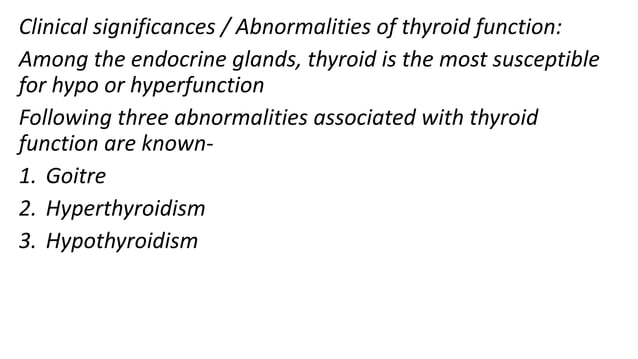 Clinical significances / Abnormalities of thyroid function:
Among the endocrine glands, thyroid is the most susceptible
for hypo or hyperfunction
Following three abnormalities associated with thyroid
function are known-
1. Goitre
2. Hyperthyroidism
3. Hypothyroidism